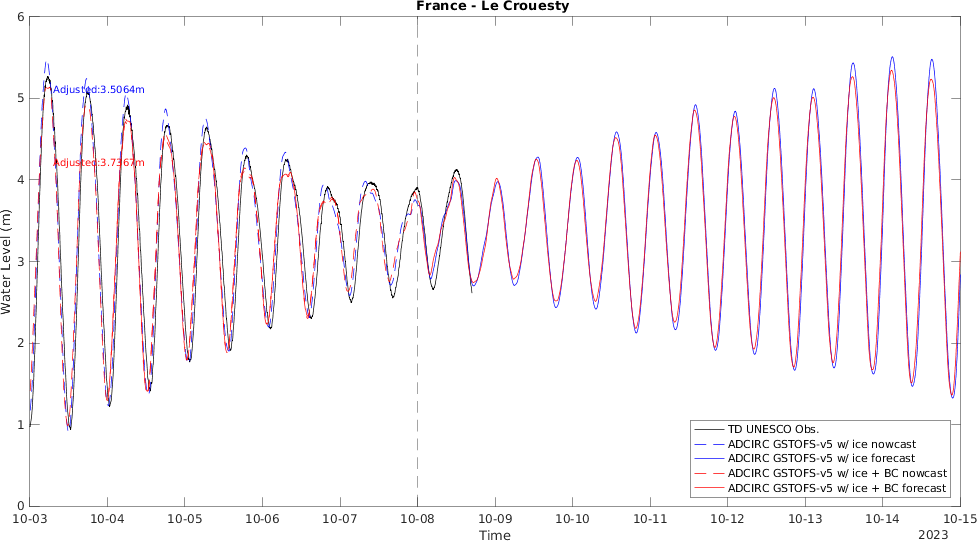 France - Le Crouesty
Water Level (m)
6
5
4
3
2
1
0
Adjusted:3.5064m
Adjusted:3.7367m
TD UNESCO Obs.
ADCIRC GSTOFS-v5 w/ ice nowcast
ADCIRC GSTOFS-v5 w/ ice forecast
ADCIRC GSTOFS-v5 w/ ice + BC nowcast
ADCIRC GSTOFS-v5 w/ ice + BC forecast
10-03 10-04 10-05 10-06 10-07 10-08 10-09 10-10 10-11 10-12 10-13 10-14 10-15
Time
2023